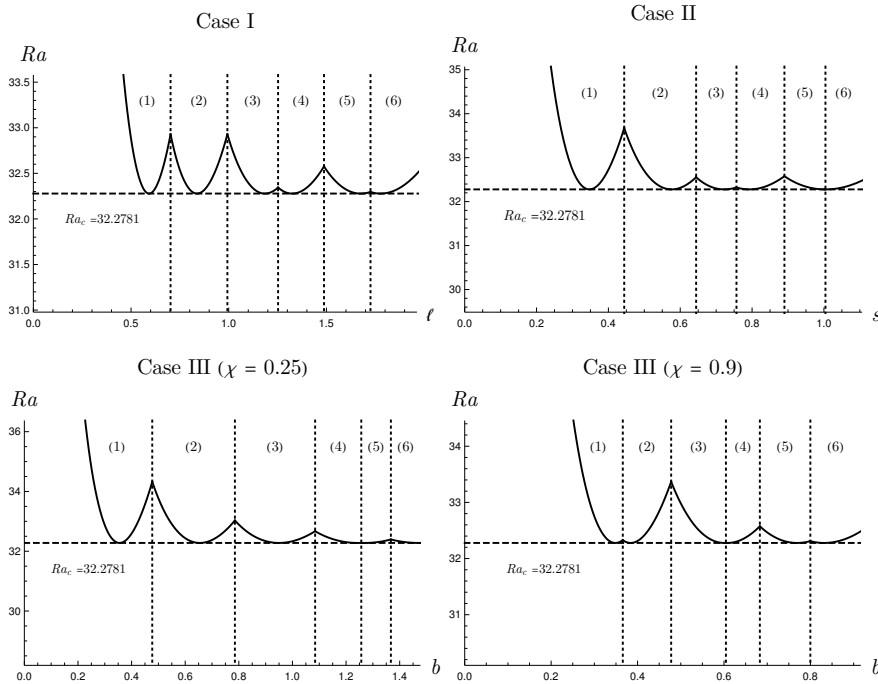 Case I
Ra
33.5
33.0
32.5
32.0
31.5
31.0
(1) (2) (3) (4) (5) (6)
Ra_c =32.2781
0.0 0.5 1.0 1.5 ℓ
Case II
Ra
35
34
33
32
31
30
(1) (2) (3) (4) (5) (6)
Ra_c =32.2781
0.0 0.2 0.4 0.6 0.8 1.0 s
Case III (χ = 0.25)
Ra
36
34
32
30
(1) (2) (3) (4) (5) (6)
Ra_c =32.2781
0.0 0.2 0.4 0.6 0.8 1.0 1.2 1.4 b
Case III (χ = 0.9)
Ra
34
33
32
31
(1) (2) (3) (4) (5) (6)
Ra_c =32.2781
0.0 0.2 0.4 0.6 0.8 b